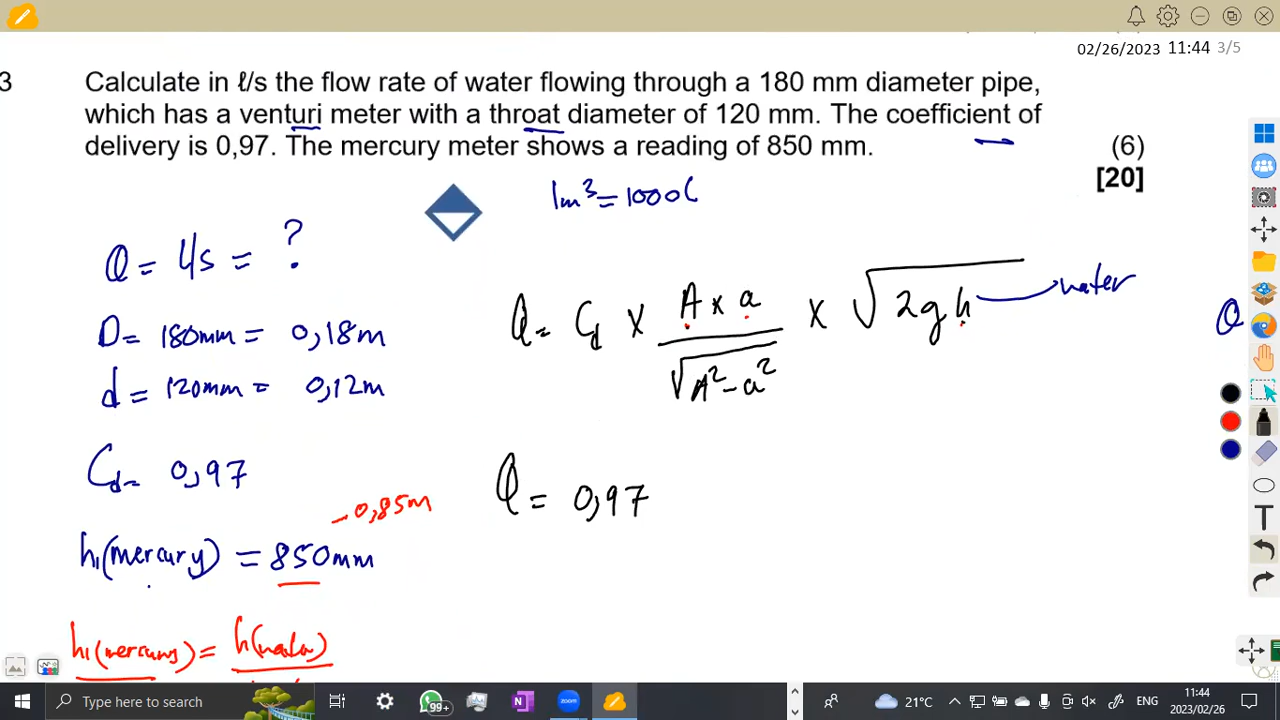 02/26/2023 11:44 3/5
3 Calculate in ℓ/s the flow rate of water flowing through a 180 mm diameter pipe,
which has a venturi meter with a throat diameter of 120 mm. The coefficient of
delivery is 0,97. The mercury meter shows a reading of 850 mm. (6)
[20]
1m³ = 1000l
Q = l/s = ?
Q = Cd × A × a / √A² - a² × √2gh water
Q
D = 180mm = 0,18m
d = 120mm = 0,12m
Cd = 0,97
Q = 0,97
0,85m
h₁(mercury) = 850mm
h₁(mercury) = h(water)
T
Type here to search
99+
zoom
21°C
ENG
11:44
2023/02/26